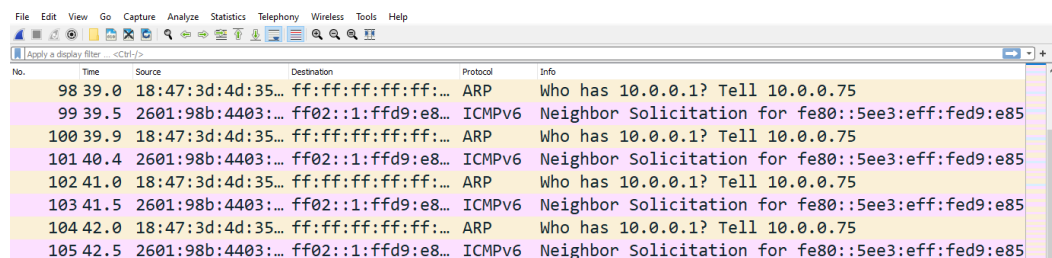 File Edit View Go Capture Analyze Statistics Telephony Wireless Tools Help
Apply a display filter ... <Ctrl-/>
No. Time Source Destination Protocol Info
98 39.0 18:47:3d:4d:35… ff:ff:ff:ff:ff:… ARP Who has 10.0.0.1? Tell 10.0.0.75
99 39.5 2601:98b:4403:… ff02::1:ffd9:e8… ICMPv6 Neighbor Solicitation for fe80::5ee3:eff:fed9:e85
100 39.9 18:47:3d:4d:35… ff:ff:ff:ff:ff:… ARP Who has 10.0.0.1? Tell 10.0.0.75
101 40.4 2601:98b:4403:… ff02::1:ffd9:e8… ICMPv6 Neighbor Solicitation for fe80::5ee3:eff:fed9:e85
102 41.0 18:47:3d:4d:35… ff:ff:ff:ff:ff:… ARP Who has 10.0.0.1? Tell 10.0.0.75
103 41.5 2601:98b:4403:… ff02::1:ffd9:e8… ICMPv6 Neighbor Solicitation for fe80::5ee3:eff:fed9:e85
104 42.0 18:47:3d:4d:35… ff:ff:ff:ff:ff:… ARP Who has 10.0.0.1? Tell 10.0.0.75
105 42.5 2601:98b:4403:… ff02::1:ffd9:e8… ICMPv6 Neighbor Solicitation for fe80::5ee3:eff:fed9:e85